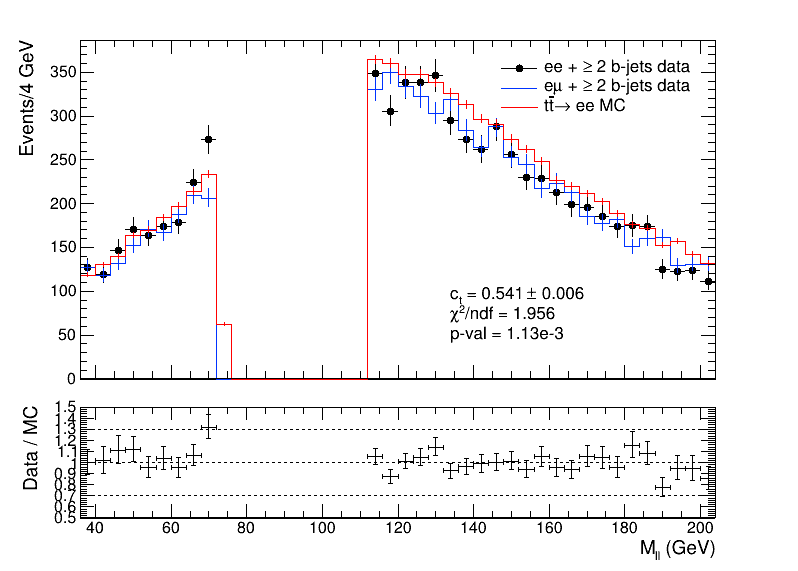 Events/4 GeV
350
300
250
200
150
100
50
0
ee + ≥ 2 b-jets data
eμ + ≥ 2 b-jets data
tt̄→ ee MC
c_t = 0.541 ± 0.006
χ²/ndf = 1.956
p-val = 1.13e-3
Data / MC
1.5
1.4
1.3
1.2
1.1
1
0.9
0.8
0.7
0.6
0.5
40 60 80 100 120 140 160 180 200
M_ll (GeV)